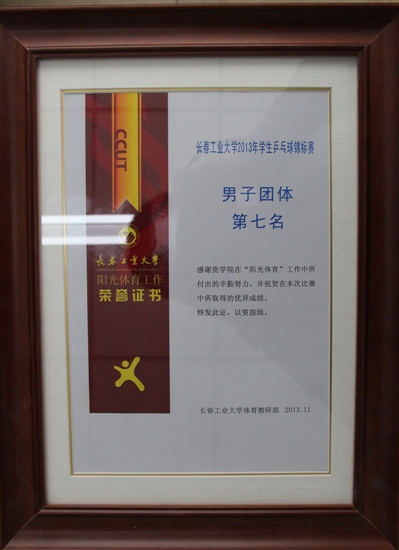 CCUT
长春工业大学
阳光体育工作
荣誉证书
长春工业大学2013年学生乒乓球锦标赛
男子团体
第七名
感谢贵学院在“阳光体育”工作中所
付出的辛勤努力，并祝贺在本次比赛
中所取得的优异成绩，
特发此证，以资鼓励。
长春工业大学体育教研部 2013.11